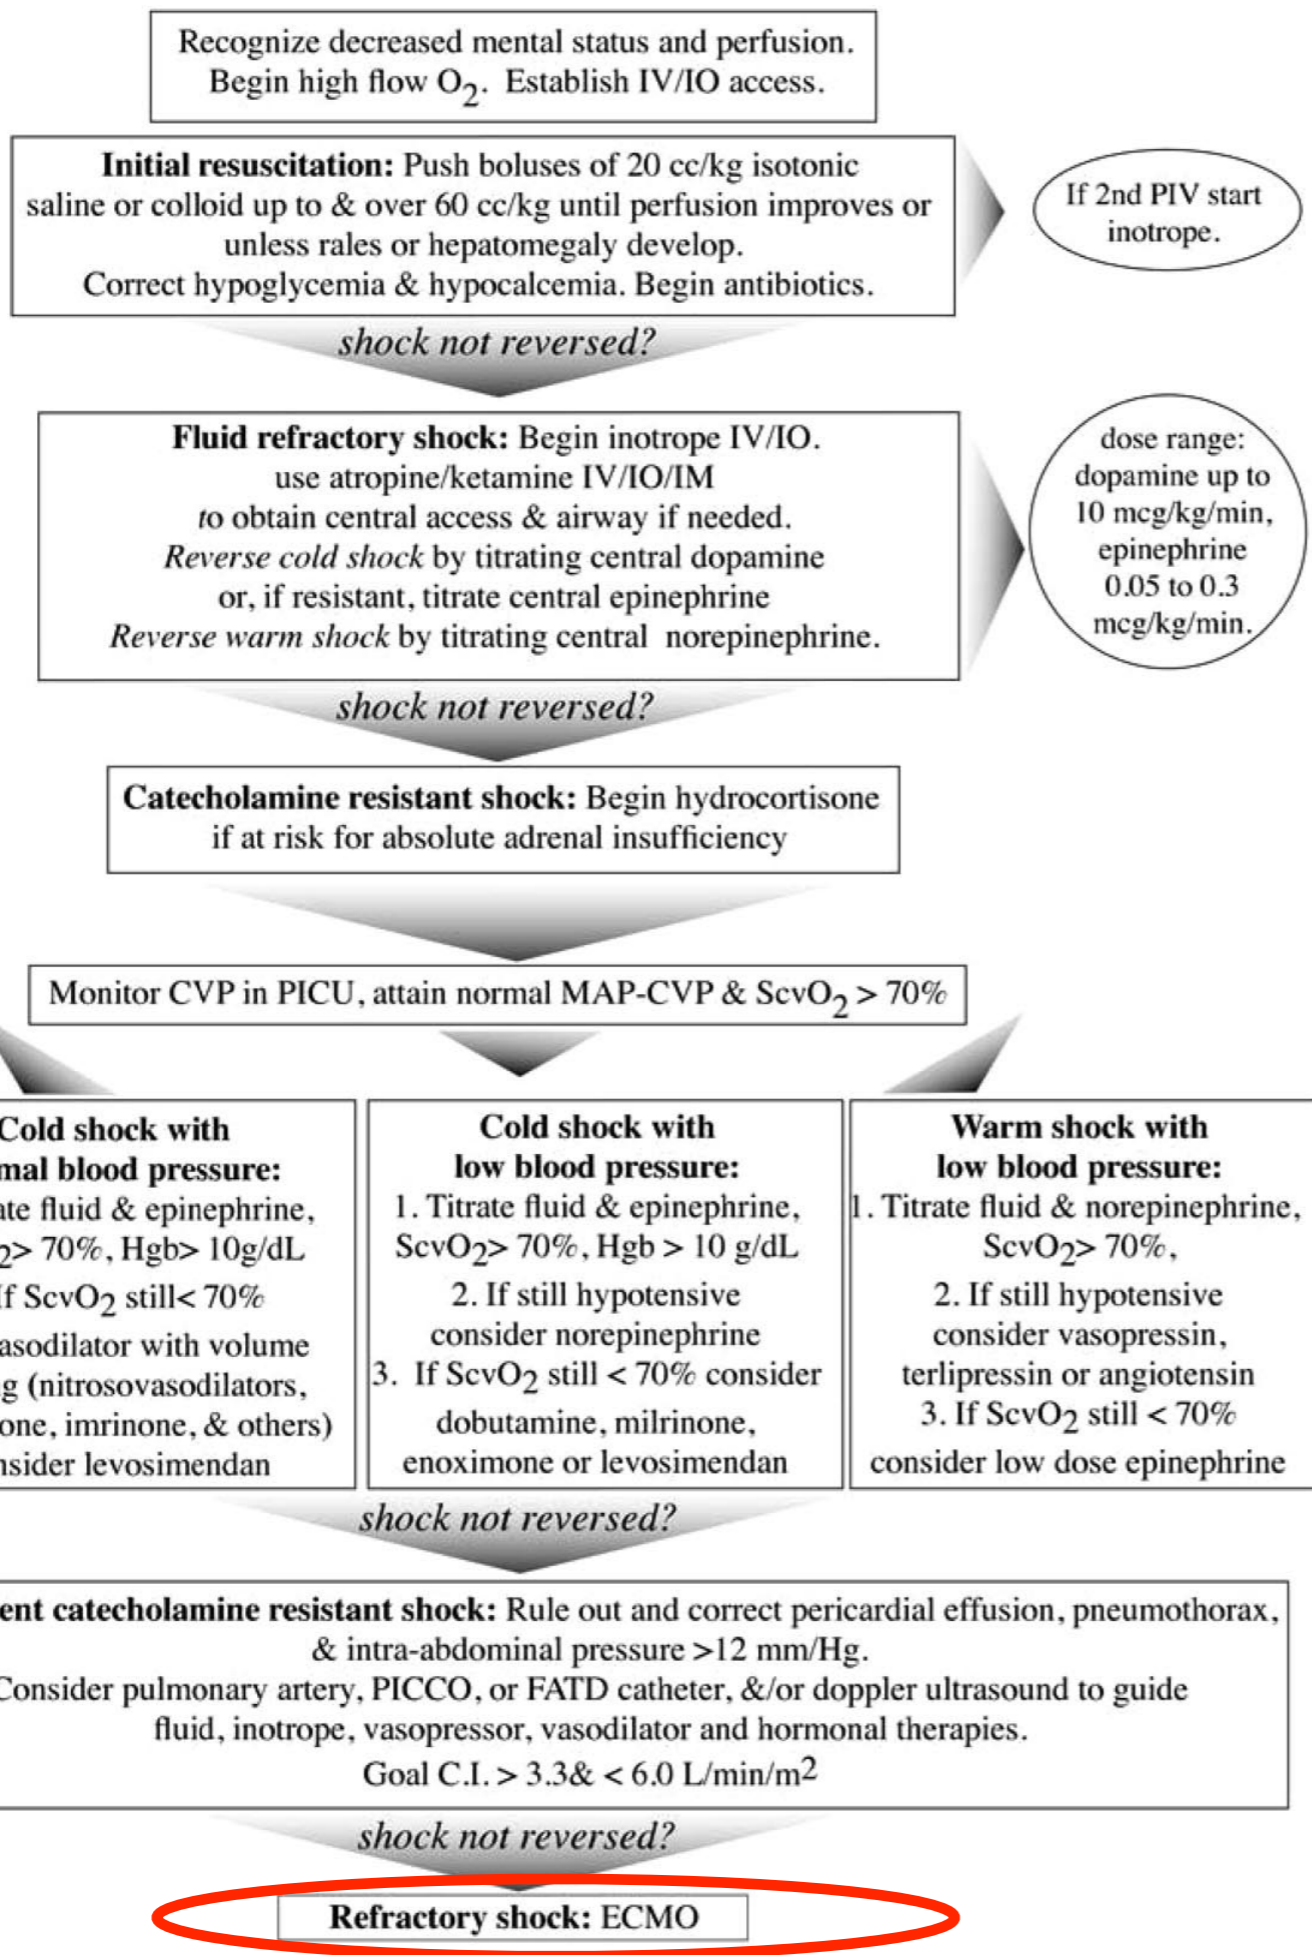 Recognize decreased mental status and perfusion.
Begin high flow O2. Establish IV/IO access.
Initial resuscitation: Push boluses of 20 cc/kg isotonic
saline or colloid up to & over 60 cc/kg until perfusion improves or
unless rales or hepatomegaly develop.
Correct hypoglycemia & hypocalcemia. Begin antibiotics.
If 2nd PIV start
inotrope.
shock not reversed?
Fluid refractory shock: Begin inotrope IV/IO.
use atropine/ketamine IV/IO/IM
to obtain central access & airway if needed.
Reverse cold shock by titrating central dopamine
or, if resistant, titrate central epinephrine
Reverse warm shock by titrating central norepinephrine.
dose range:
dopamine up to
10 mcg/kg/min,
epinephrine
0.05 to 0.3
mcg/kg/min.
shock not reversed?
Catecholamine resistant shock: Begin hydrocortisone
if at risk for absolute adrenal insufficiency
Monitor CVP in PICU, attain normal MAP-CVP & ScvO2 > 70%
Cold shock with
mal blood pressure:
ate fluid & epinephrine,
2> 70%, Hgb> 10g/dL
If ScvO2 still< 70%
asodilator with volume
g (nitrosovasodilators,
one, imrinone, & others)
nsider levosimendan
Cold shock with
low blood pressure:
1. Titrate fluid & epinephrine,
ScvO2> 70%, Hgb > 10 g/dL
2. If still hypotensive
consider norepinephrine
3. If ScvO2 still < 70% consider
dobutamine, milrinone,
enoximone or levosimendan
Warm shock with
low blood pressure:
1. Titrate fluid & norepinephrine,
ScvO2> 70%,
2. If still hypotensive
consider vasopressin,
terlipressin or angiotensin
3. If ScvO2 still < 70%
consider low dose epinephrine
shock not reversed?
ent catecholamine resistant shock: Rule out and correct pericardial effusion, pneumothorax,
& intra-abdominal pressure >12 mm/Hg.
Consider pulmonary artery, PICCO, or FATD catheter, &/or doppler ultrasound to guide
fluid, inotrope, vasopressor, vasodilator and hormonal therapies.
Goal C.I. > 3.3& < 6.0 L/min/m2
shock not reversed?
Refractory shock: ECMO